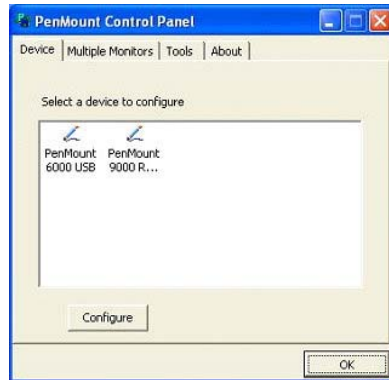 PenMount Control Panel
Device Multiple Monitors Tools About
Select a device to configure
PenMount PenMount
6000 USB 9000 R...
Configure
OK